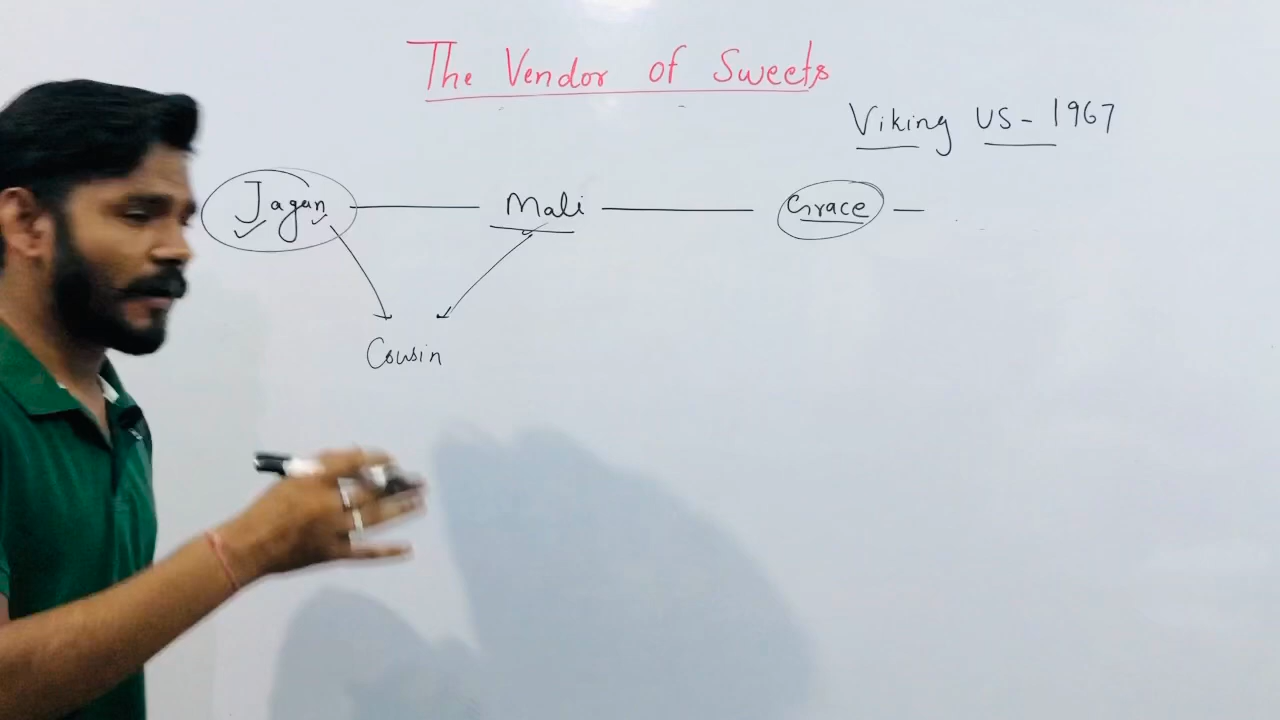 The Vendor of Sweets
Viking US - 1967
Jagan Mali Grace
Cousin